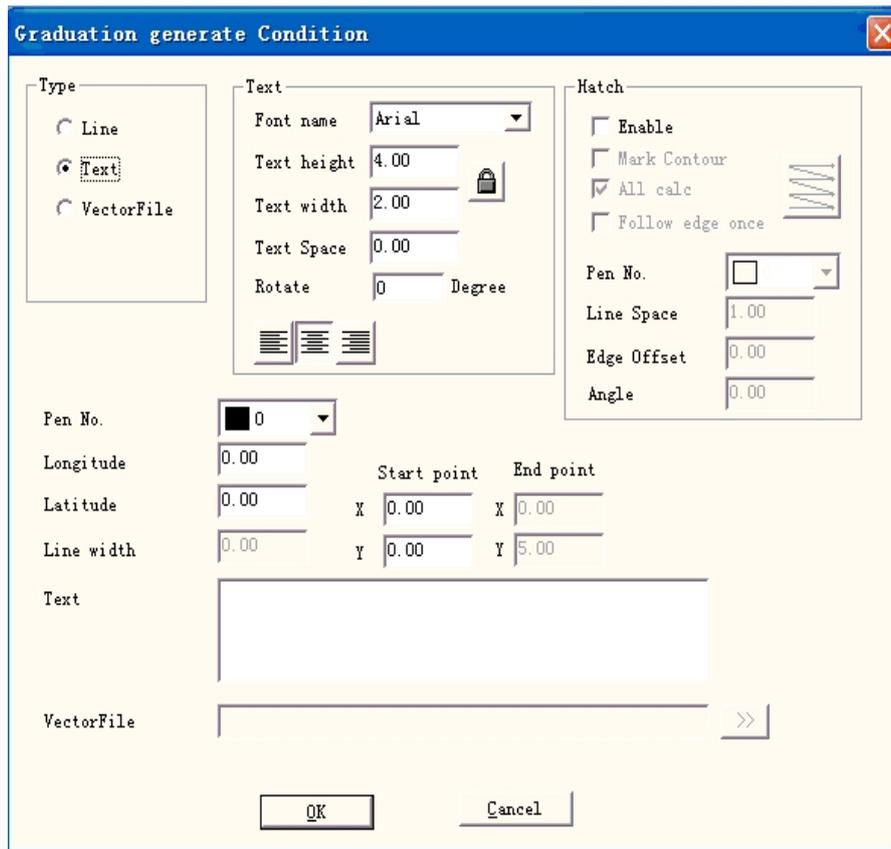 Graduation generate Condition
Type
Line
Text
VectorFile
Text
Font name Arial
Text height 4.00
Text width 2.00
Text Space 0.00
Rotate 0 Degree
Hatch
Enable
Mark Contour
All calc
Follow edge once
Pen No.
Line Space 1.00
Edge Offset 0.00
Angle 0.00
Pen No. 0
Longitude 0.00
Latitude 0.00
Line width 0.00
Start point End point
X 0.00 X 0.00
Y 0.00 Y 5.00
Text
VectorFile >>
OK Cancel